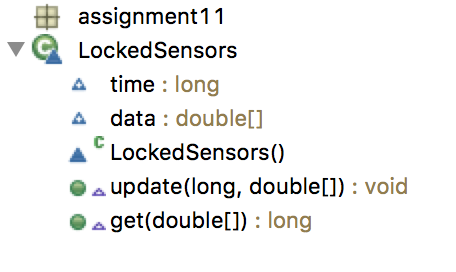 assignment11
LockedSensors
time : long
data : double[]
LockedSensors()
update(long, double[]) : void
get(double[]) : long